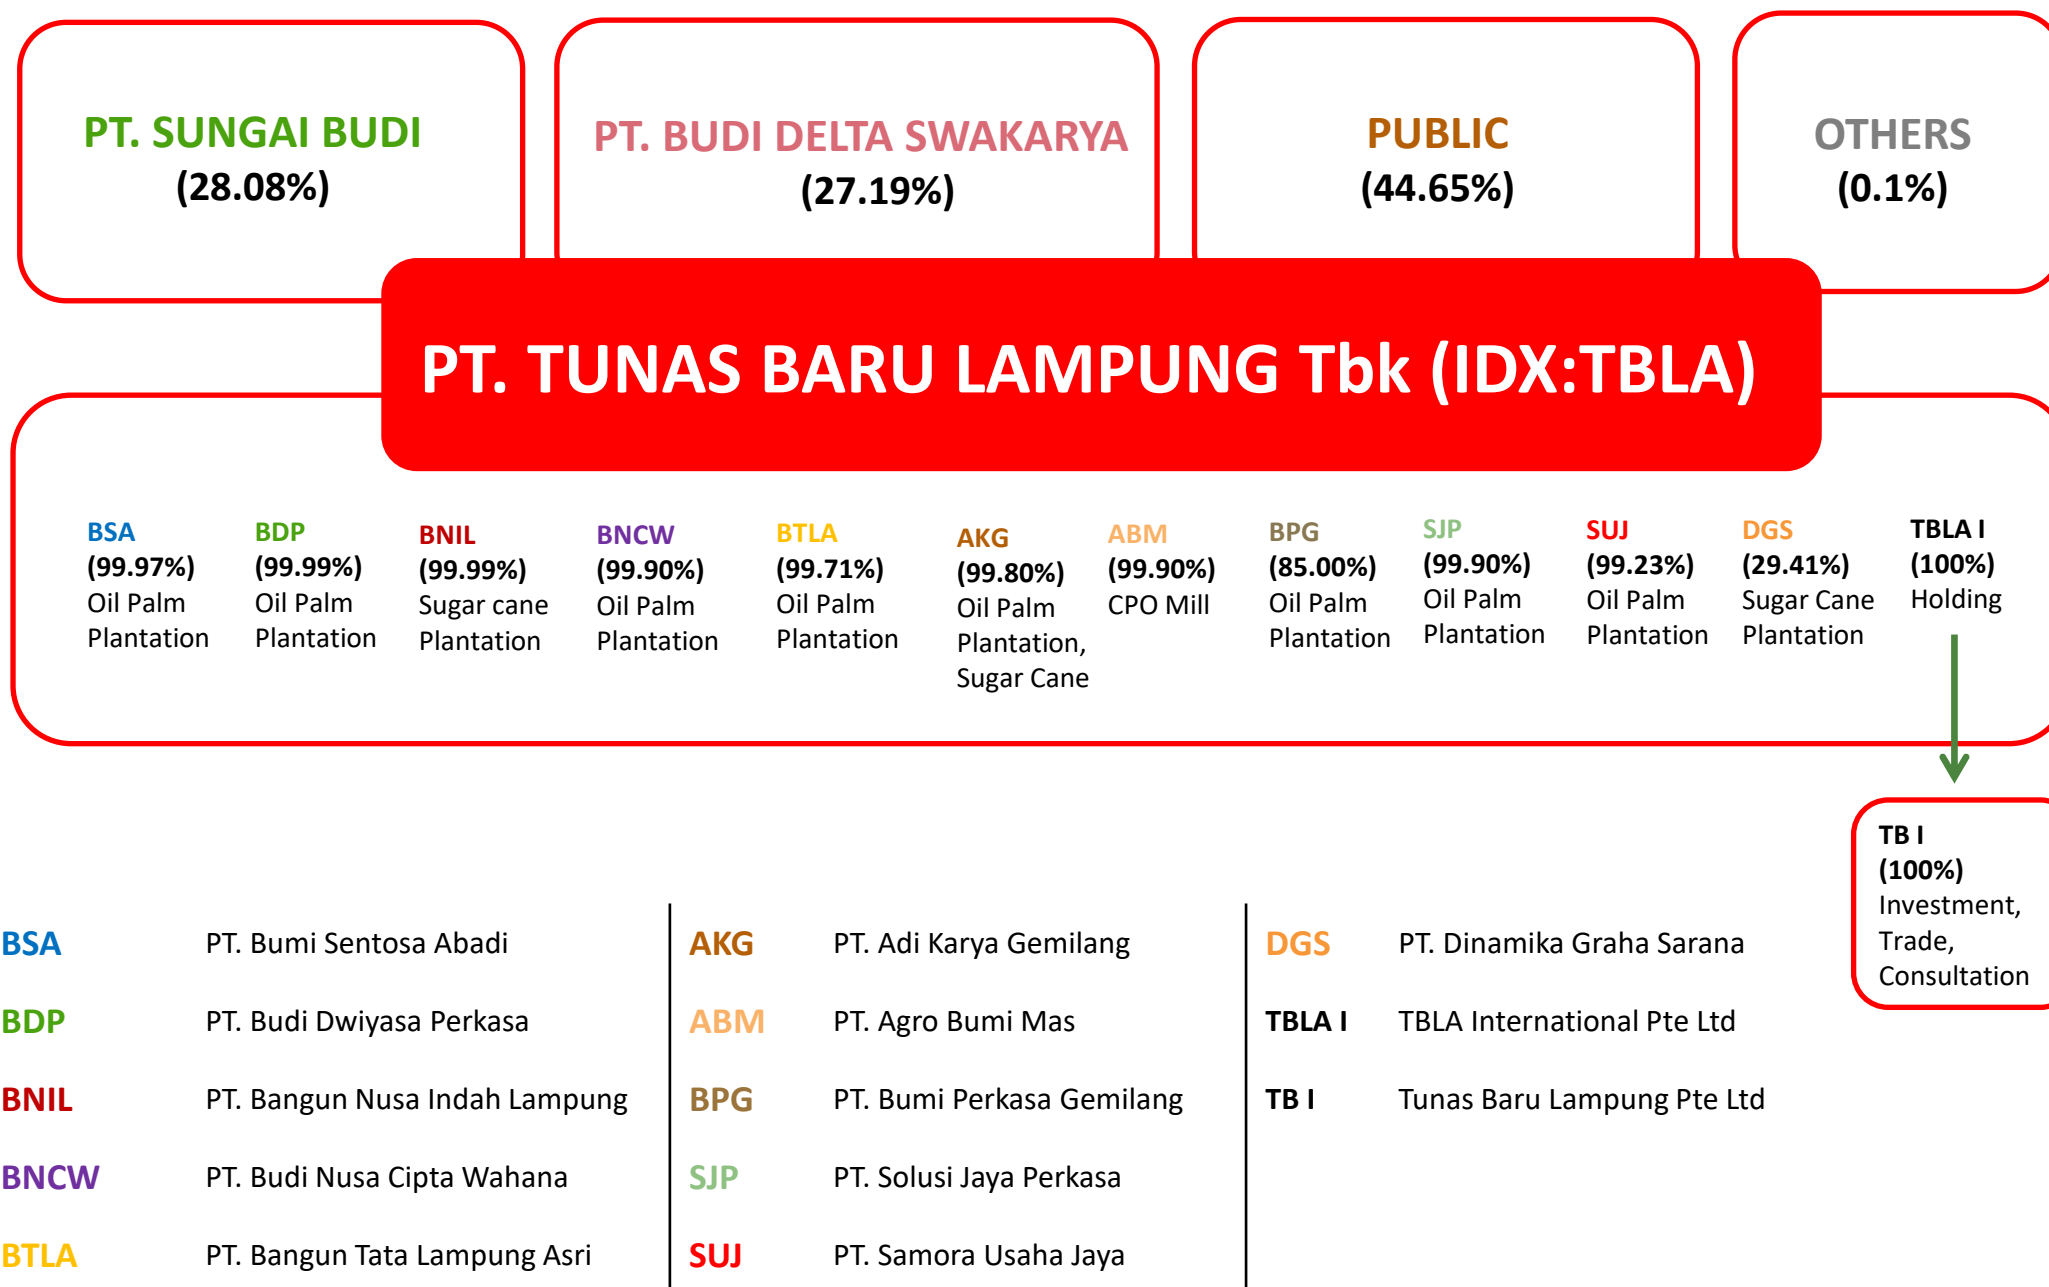 PT. SUNGAI BUDI
(28.08%)
PT. BUDI DELTA SWAKARYA
(27.19%)
PUBLIC
(44.65%)
OTHERS
(0.1%)
PT. TUNAS BARU LAMPUNG Tbk (IDX:TBLA)
BSA
(99.97%)
Oil Palm
Plantation
BDP
(99.99%)
Oil Palm
Plantation
BNIL
(99.99%)
Sugar cane
Plantation
BNCW
(99.90%)
Oil Palm
Plantation
BTLA
(99.71%)
Oil Palm
Plantation
AKG
(99.80%)
Oil Palm
Plantation,
Sugar Cane
ABM
(99.90%)
CPO Mill
BPG
(85.00%)
Oil Palm
Plantation
SJP
(99.90%)
Oil Palm
Plantation
SUJ
(99.23%)
Oil Palm
Plantation
DGS
(29.41%)
Sugar Cane
Plantation
TBLA I
(100%)
Holding
TB I
(100%)
Investment,
Trade,
Consultation
BSA PT. Bumi Sentosa Abadi
BDP PT. Budi Dwiyasa Perkasa
BNIL PT. Bangun Nusa Indah Lampung
BNCW PT. Budi Nusa Cipta Wahana
BTLA PT. Bangun Tata Lampung Asri
AKG PT. Adi Karya Gemilang
ABM PT. Agro Bumi Mas
BPG PT. Bumi Perkasa Gemilang
SJP PT. Solusi Jaya Perkasa
SUJ PT. Samora Usaha Jaya
DGS PT. Dinamika Graha Sarana
TBLA I TBLA International Pte Ltd
TB I Tunas Baru Lampung Pte Ltd